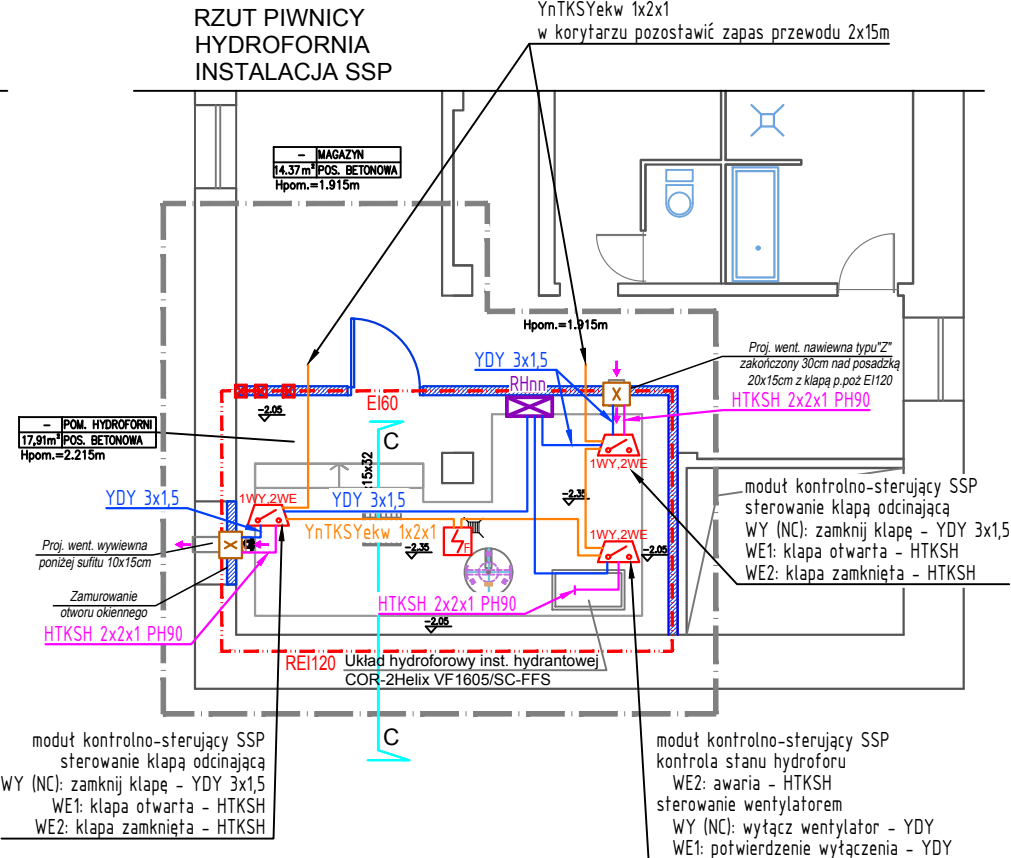 RZUT PIWNICY
HYDROFORNIA
INSTALACJA SSP
YnTKSYekw 1x2x1
w korytarzu pozostawić zapas przewodu 2x15m
– MAGAZYN
14.37m² POS. BETONOWA
Hpom.=1.915m
Hpom.=1.915m
Proj. went. nawiewna typu"Z"
zakończony 30cm nad posadzką
20x15cm z klapą p.poż EI120
YDY 3x1,5
RHnn
HTKSH 2x2x1 PH90
EI60
-2.05
– POM. HYDROFORNI
17,91m² POS. BETONOWA
Hpom.=2.215m
C
15x32
1WY,2WE
-2.35
moduł kontrolno-sterujący SSP
sterowanie klapą odcinającą
WY (NC): zamknij klapę – YDY 3x1,5
WE1: klapa otwarta – HTKSH
WE2: klapa zamknięta – HTKSH
YDY 3x1,5
1WY,2WE
YDY 3x1,5
YnTKSYekw 1x2x1
1WY,2WE
-2.35
-2.05
F
Proj. went. wywiewna
poniżej sufitu 10x15cm
Zamurowanie
otworu okiennego
HTKSH 2x2x1 PH90
HTKSH 2x2x1 PH90
-2.05
REI120
Układ hydroforowy inst. hydrantowej
COR-2Helix VF1605/SC-FFS
C
moduł kontrolno-sterujący SSP
sterowanie klapą odcinającą
WY (NC): zamknij klapę – YDY 3x1,5
WE1: klapa otwarta – HTKSH
WE2: klapa zamknięta – HTKSH
moduł kontrolno-sterujący SSP
kontrola stanu hydroforu
WE2: awaria – HTKSH
sterowanie wentylatorem
WY (NC): wyłącz wentylator – YDY
WE1: potwierdzenie wyłączenia – YDY